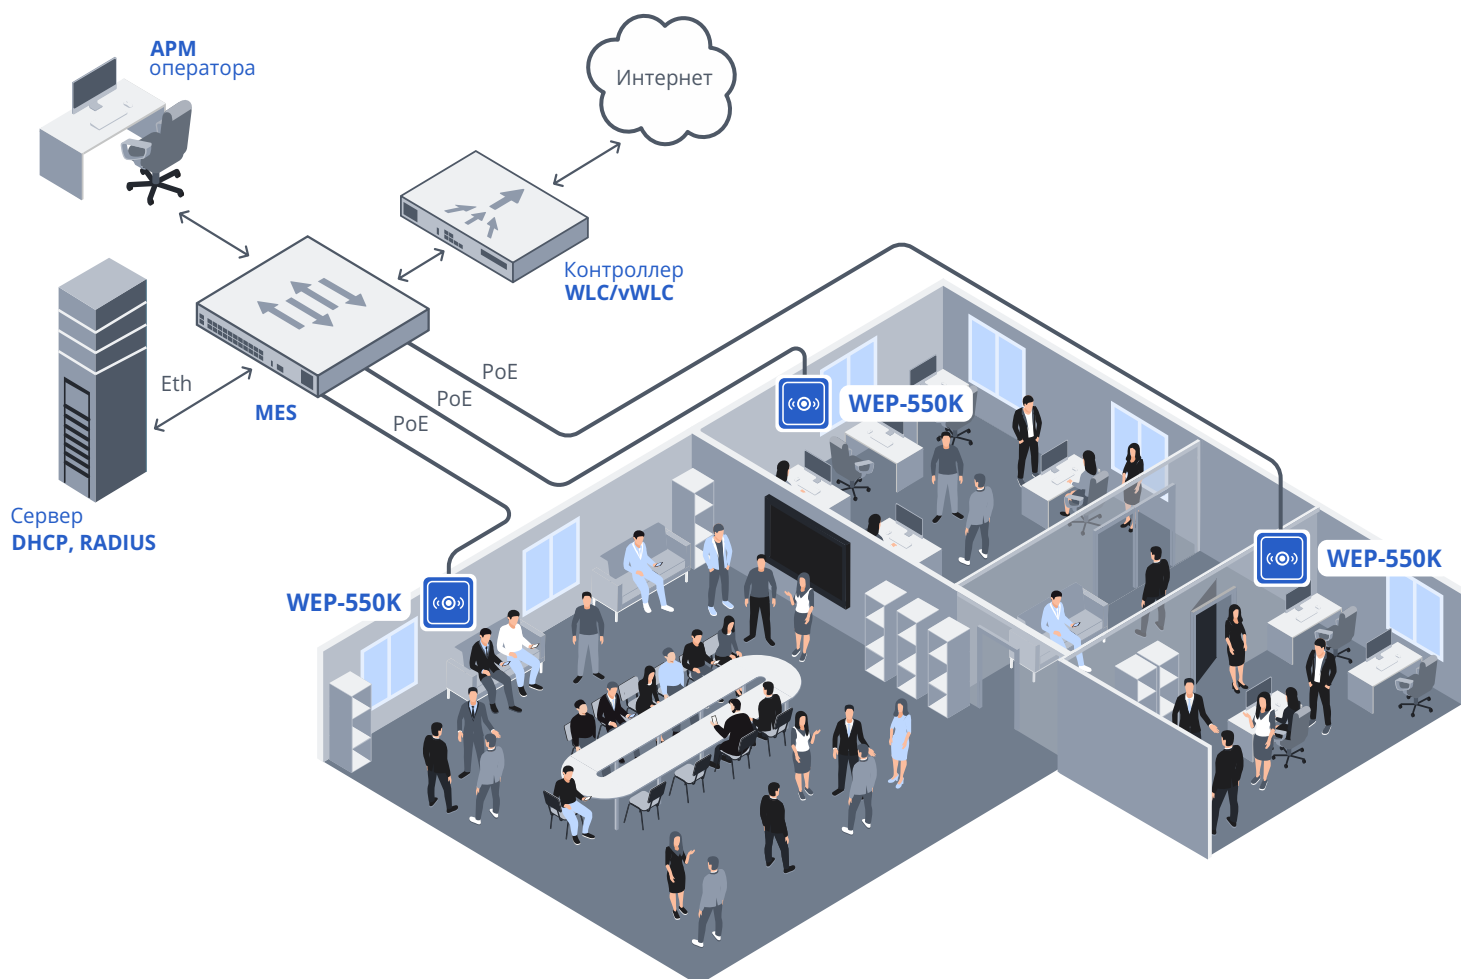 АРМ
оператора
Интернет
Контроллер
WLC/vWLC
Eth
MES
PoE
PoE
PoE
Сервер
DHCP, RADIUS
WEP-550K
WEP-550K
WEP-550K